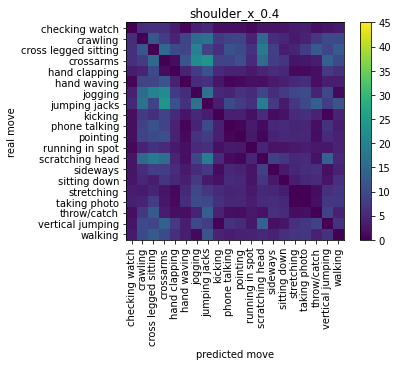 shoulder_x_0.4
real move
checking watch
crawling
cross legged sitting
crossarms
hand clapping
hand waving
jogging
jumping jacks
kicking
phone talking
pointing
running in spot
scratching head
sideways
sitting down
stretching
taking photo
throw/catch
vertical jumping
walking
checking watch
crawling
cross legged sitting
crossarms
hand clapping
hand waving
jogging
jumping jacks
kicking
phone talking
pointing
running in spot
scratching head
sideways
sitting down
stretching
taking photo
throw/catch
vertical jumping
walking
predicted move
45
40
35
30
25
20
15
10
5
0